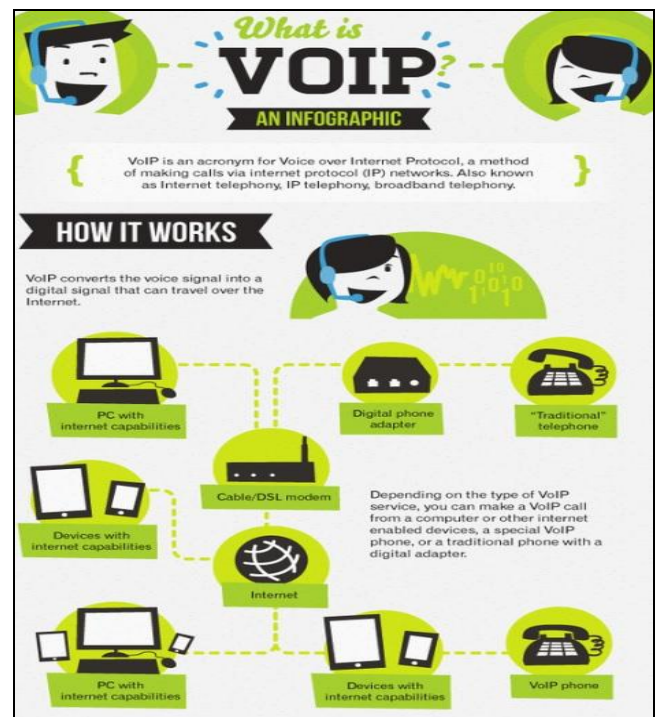 What is
VOIP?
AN INFOGRAPHIC
{ VoIP is an acronym for Voice over Internet Protocol, a method }
of making calls via internet protocol (IP) networks. Also known
as Internet telephony, IP telephony, broadband telephony.
HOW IT WORKS
VoIP converts the voice signal into a
digital signal that can travel over the
Internet.
PC with
internet capabilities
Digital phone
adapter
"Traditional"
telephone
Cable/DSL modem
Devices with
internet capabilities
Depending on the type of VoIP
service, you can make a VoIP call
from a computer or other internet
enabled devices, a special VoIP
phone, or a traditional phone with a
digital adapter.
Internet
PC with
internet capabilities
Devices with
internet capabilities
VoIP phone